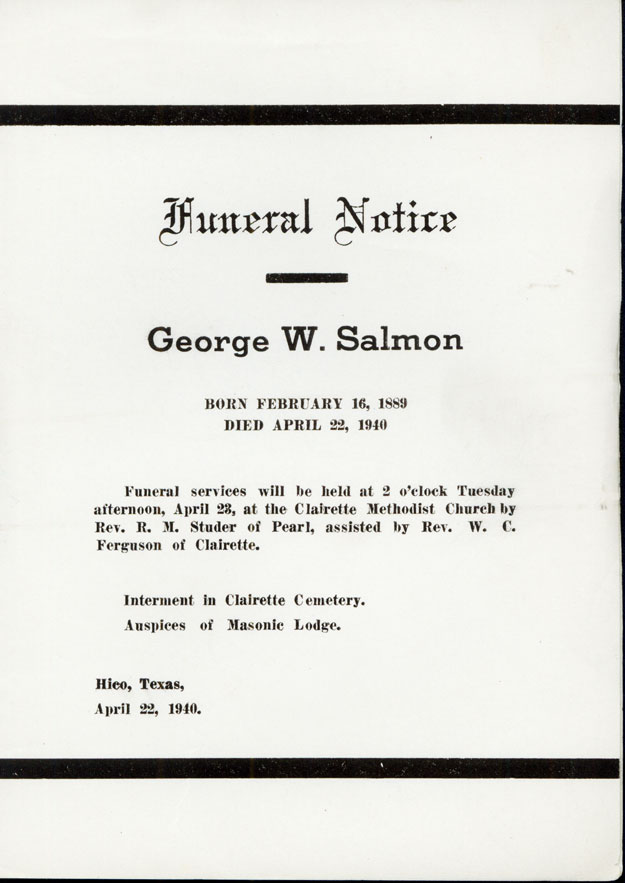 Funeral Notice
George W. Salmon
BORN FEBRUARY 16, 1889
DIED APRIL 22, 1940
Funeral services will be held at 2 o'clock Tuesday
afternoon, April 23, at the Clairette Methodist Church by
Rev. R. M. Studer of Pearl, assisted by Rev. W. C.
Ferguson of Clairette.
Interment in Clairette Cemetery.
Auspices of Masonic Lodge.
Hico, Texas,
April 22, 1940.